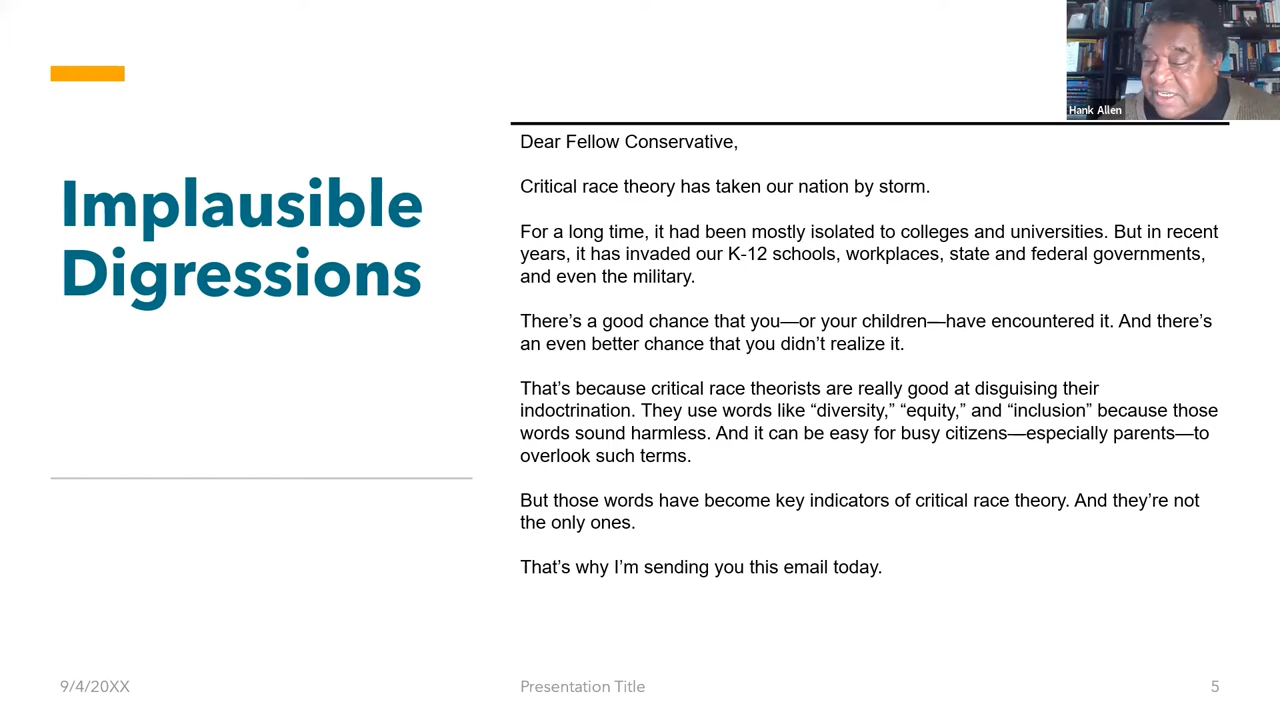 Hank Allen
Implausible
Digressions
Dear Fellow Conservative,
Critical race theory has taken our nation by storm.
For a long time, it had been mostly isolated to colleges and universities. But in recent
years, it has invaded our K-12 schools, workplaces, state and federal governments,
and even the military.
There’s a good chance that you—or your children—have encountered it. And there’s
an even better chance that you didn’t realize it.
That’s because critical race theorists are really good at disguising their
indoctrination. They use words like “diversity,” “equity,” and “inclusion” because those
words sound harmless. And it can be easy for busy citizens—especially parents—to
overlook such terms.
But those words have become key indicators of critical race theory. And they’re not
the only ones.
That’s why I’m sending you this email today.
9/4/20XX
Presentation Title
5